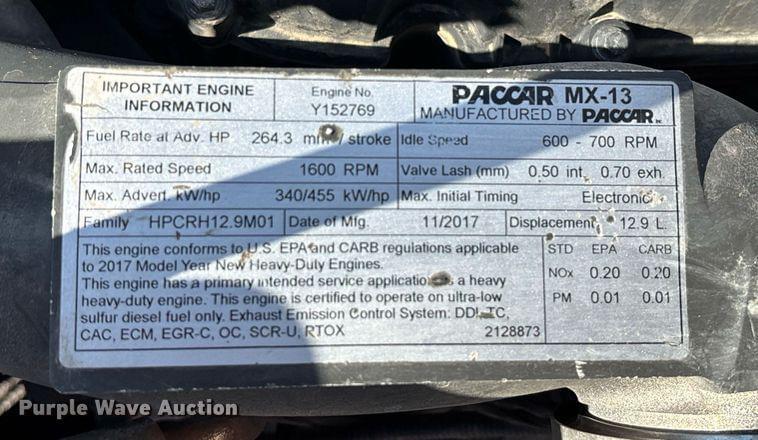 IMPORTANT ENGINE
INFORMATION
Engine No.
Y152769
PACCAR MX-13
MANUFACTURED BY PACCAR
Fuel Rate at Adv. HP 264.3 mm / stroke
Idle Speed 600 - 700 RPM
Max. Rated Speed 1600 RPM
Valve Lash (mm) 0.50 int. 0.70 exh.
Max. Advert. kW/hp 340/455 kW/hp
Max. Initial Timing Electronic
Family HPCRH12.9M01
Date of Mfg. 11/2017
Displacement 12.9 L.
This engine conforms to U.S. EPA and CARB regulations applicable
to 2017 Model Year New Heavy-Duty Engines.
This engine has a primary intended service application as a heavy
heavy-duty engine. This engine is certified to operate on ultra-low
sulfur diesel fuel only. Exhaust Emission Control System: DDI, TC,
CAC, ECM, EGR-C, OC, SCR-U, RTOX 2128873
STD EPA CARB
NOx 0.20 0.20
PM 0.01 0.01
Purple Wave Auction